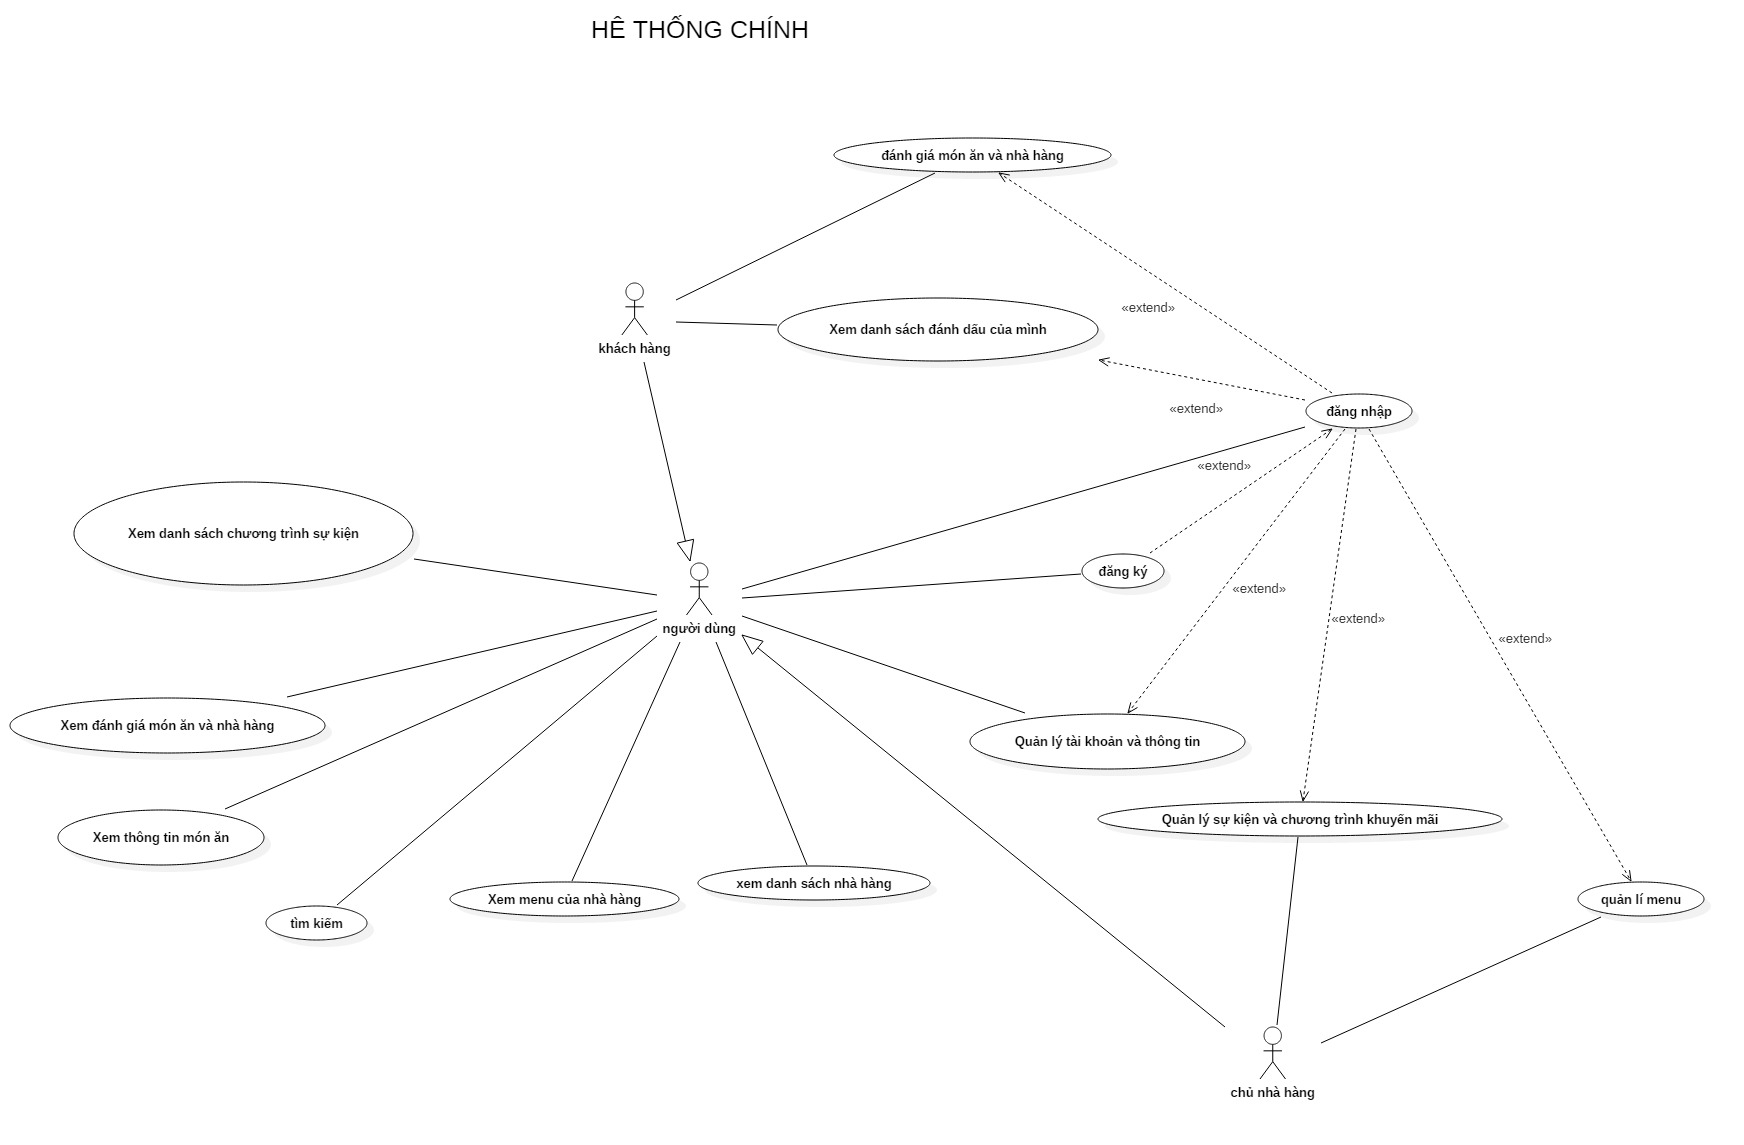 HÊ THỐNG CHÍNH
đánh giá món ăn và nhà hàng
«extend»
Xem danh sách đánh dấu của mình
khách hàng
«extend»
đăng nhập
«extend»
Xem danh sách chương trình sự kiện
đăng ký
«extend»
«extend»
người dùng
«extend»
Xem đánh giá món ăn và nhà hàng
Quản lý tài khoản và thông tin
Quản lý sự kiện và chương trình khuyến mãi
Xem thông tin món ăn
xem danh sách nhà hàng
Xem menu của nhà hàng
quản lí menu
tìm kiếm
chủ nhà hàng